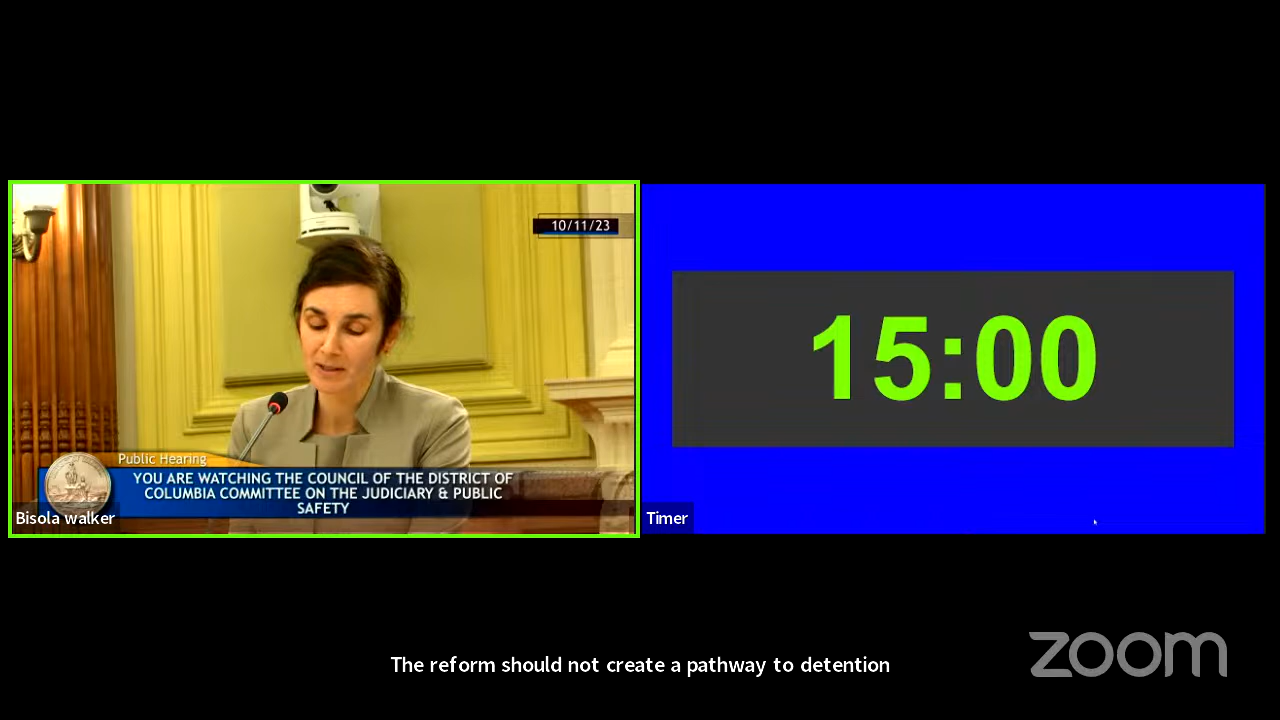 10/11/23
Public Hearing
YOU ARE WATCHING THE COUNCIL OF THE DISTRICT OF
COLUMBIA COMMITTEE ON THE JUDICIARY & PUBLIC
SAFETY
Bisola walker
15:00
Timer
The reform should not create a pathway to detention
zoom